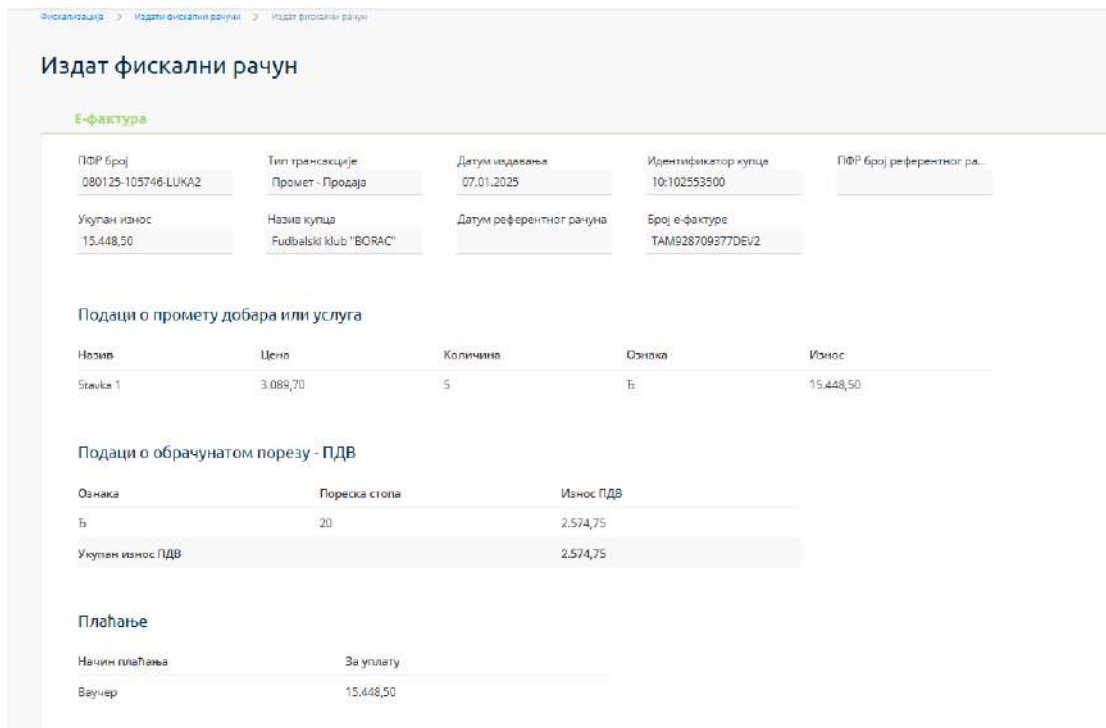 Фискализација > Издати фискални рачуни > Издат фискални рачун
Издат фискални рачун
Е-фактура
ПФР број Тип трансакције Датум издавања Идентификатор купца ПФР број референтног ра...
080125-105746-LUKA2 Промет - Продаја 07.01.2025 10:102553500
Укупан износ Назив купца Датум референтног рачуна Број е-фактуре
15.448,50 Fudbalski klub "BORAC" TAM928709377DEV2
Подаци о промету добара или услуга
Назив Цена Количина Ознака Износ
Stavka 1 3.089,70 5 Ђ 15.448,50
Подаци о обрачунатом порезу - ПДВ
Ознака Пореска стопа Износ ПДВ
Ђ 20 2.574,75
Укупан износ ПДВ 2.574,75
Плаћање
Начин плаћања За уплату
Ваучер 15.448,50